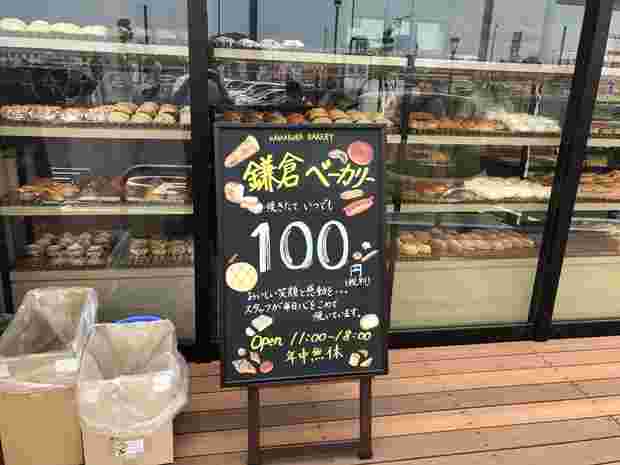 KAMAKURA BAKERY
鎌倉ベーカリー
焼きたて いつでも
100
円
(税別)
おいしい笑顔と感動を...
スタッフが毎日心をこめて
焼いています。
Open 11:00~18:00
年中無休